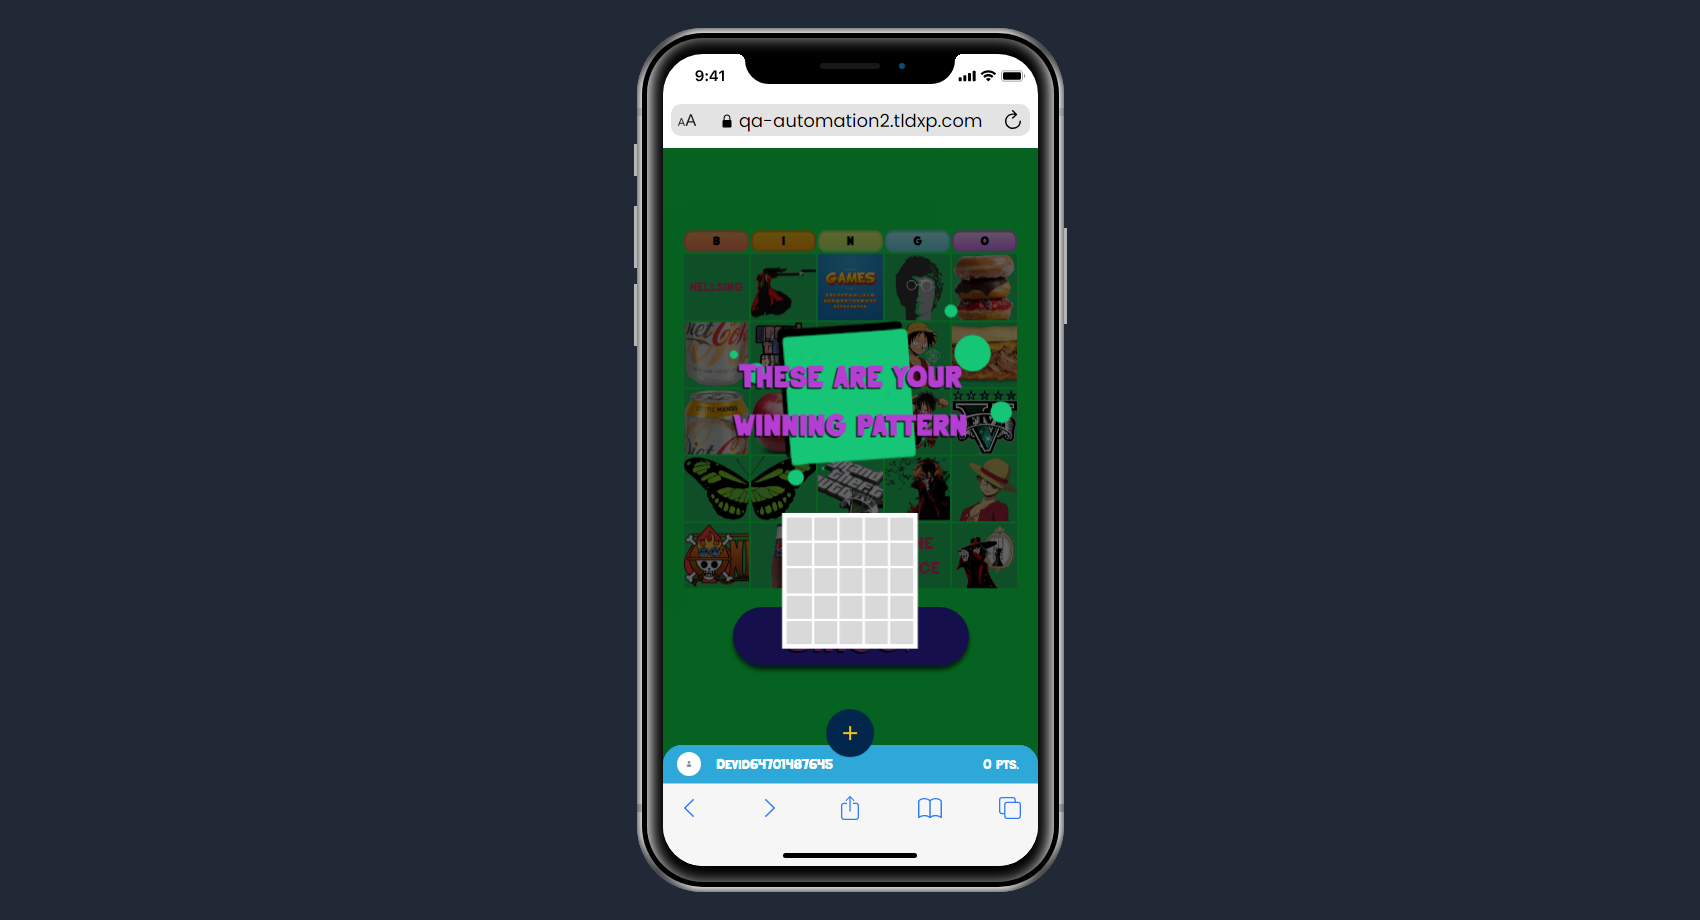 9:41
AA qa-automation2.tldxp.com
B I N G O
HELLSING
GAMES
THESE ARE YOUR
WINNING PATTERN
+
DEVID64701487645 0 PTS.